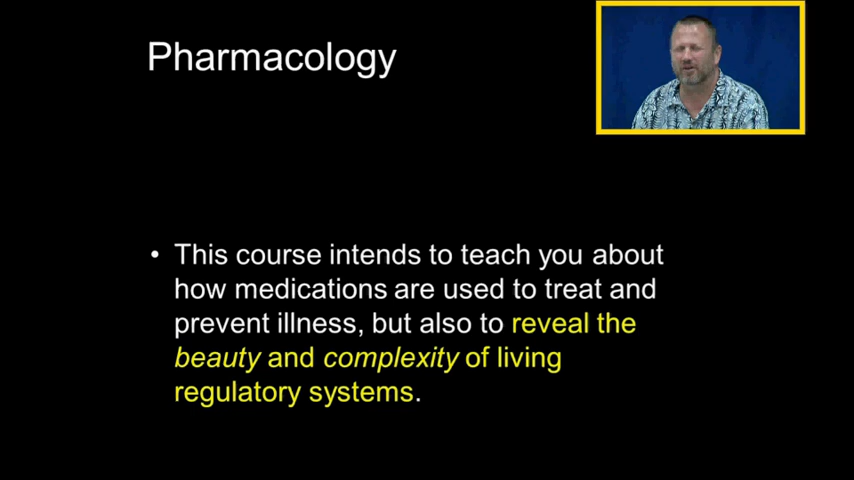 Pharmacology
• This course intends to teach you about
how medications are used to treat and
prevent illness, but also to reveal the
beauty and complexity of living
regulatory systems.